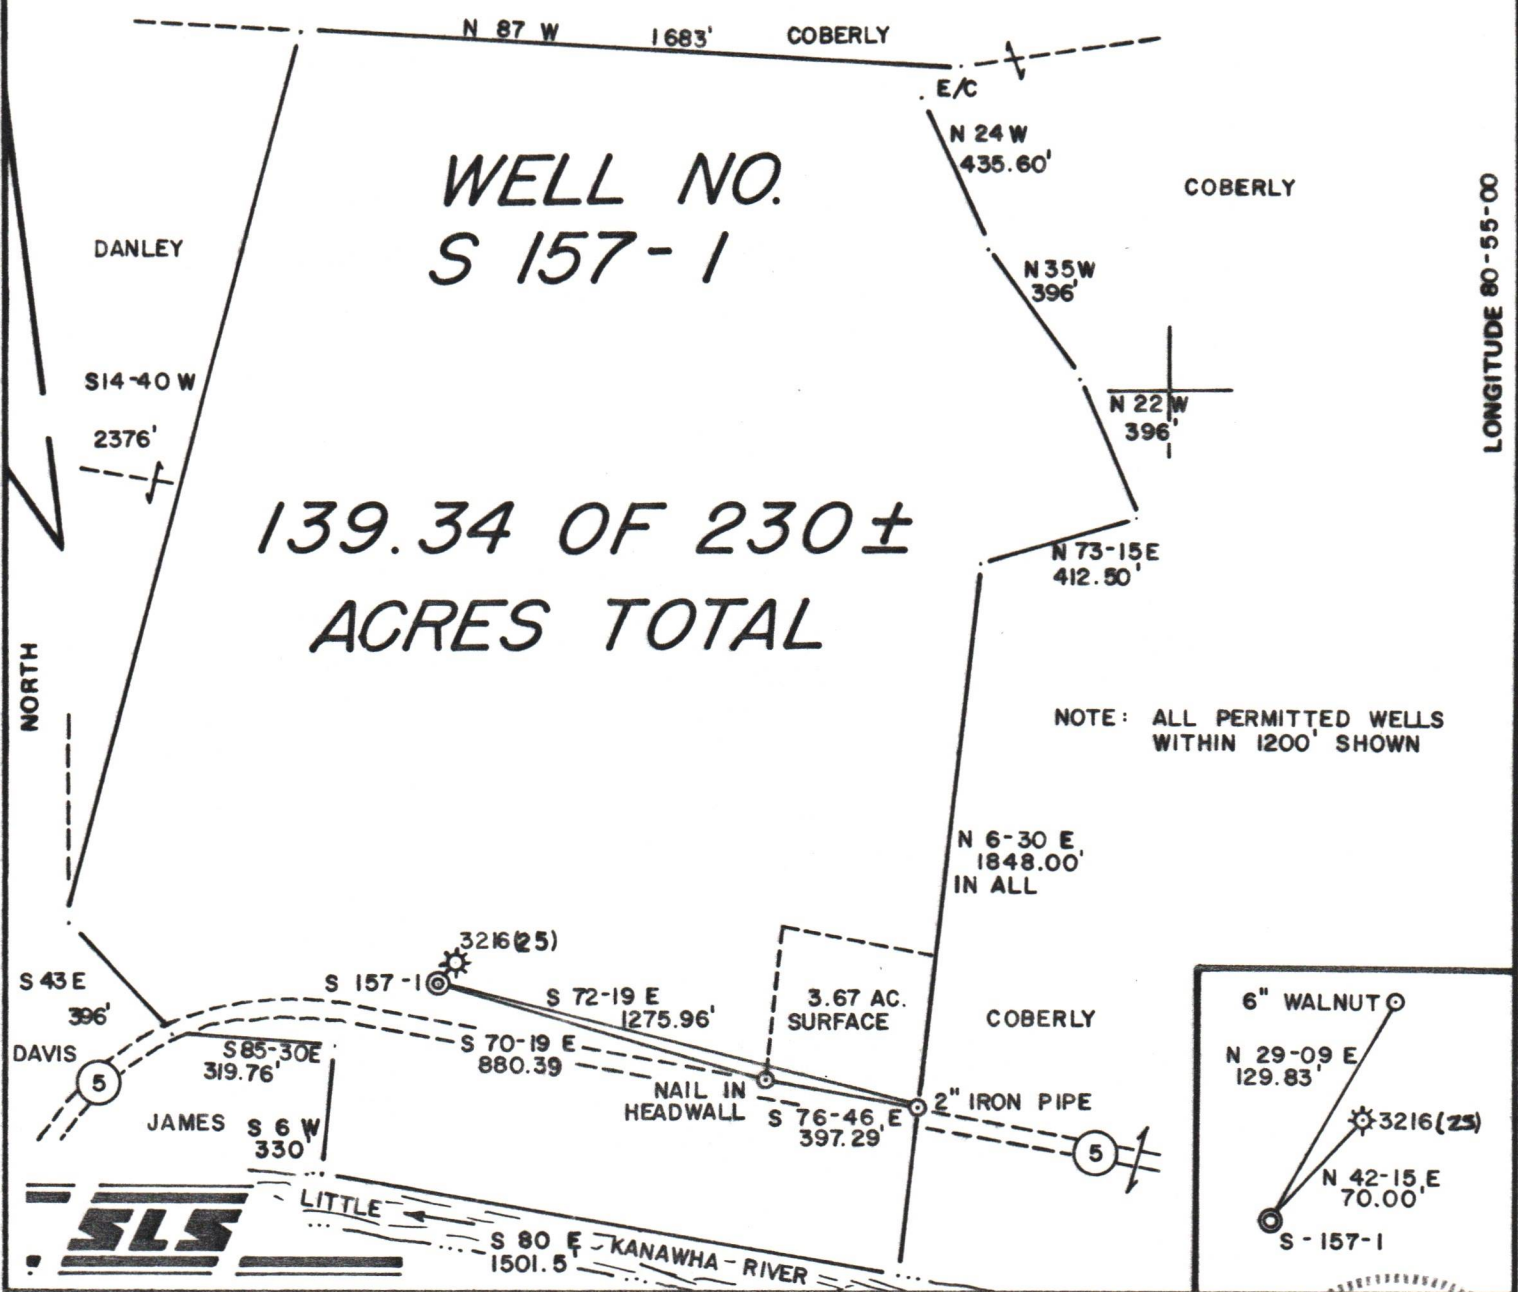 N 87 W 1683' COBERLY
E/C
N 24 W
435.60'
COBERLY
WELL NO.
S 157-1
DANLEY
N 35 W
396'
LONGITUDE 80-55-00
S14-40 W
2376'
N 22 W
396'
139.34 OF 230±
ACRES TOTAL
N 73-15 E
412.50'
NORTH
NOTE: ALL PERMITTED WELLS
WITHIN 1200' SHOWN
N 6-30 E
1848.00'
IN ALL
3216(25)
S 157-1
S 43 E
396'
S 72-19 E
1275.96'
3.67 AC.
SURFACE
COBERLY
S 70-19 E
880.39
DAVIS
5
S 85-30E
319.76'
NAIL IN
HEADWALL
2" IRON PIPE
S 76-46 E
397.29'
JAMES
S 6 W
330'
5
SLS
LITTLE KANAWHA RIVER
S 80 E
1501.5'
6" WALNUT
N 29-09 E
129.83'
3216(25)
N 42-15 E
70.00'
S-157-1